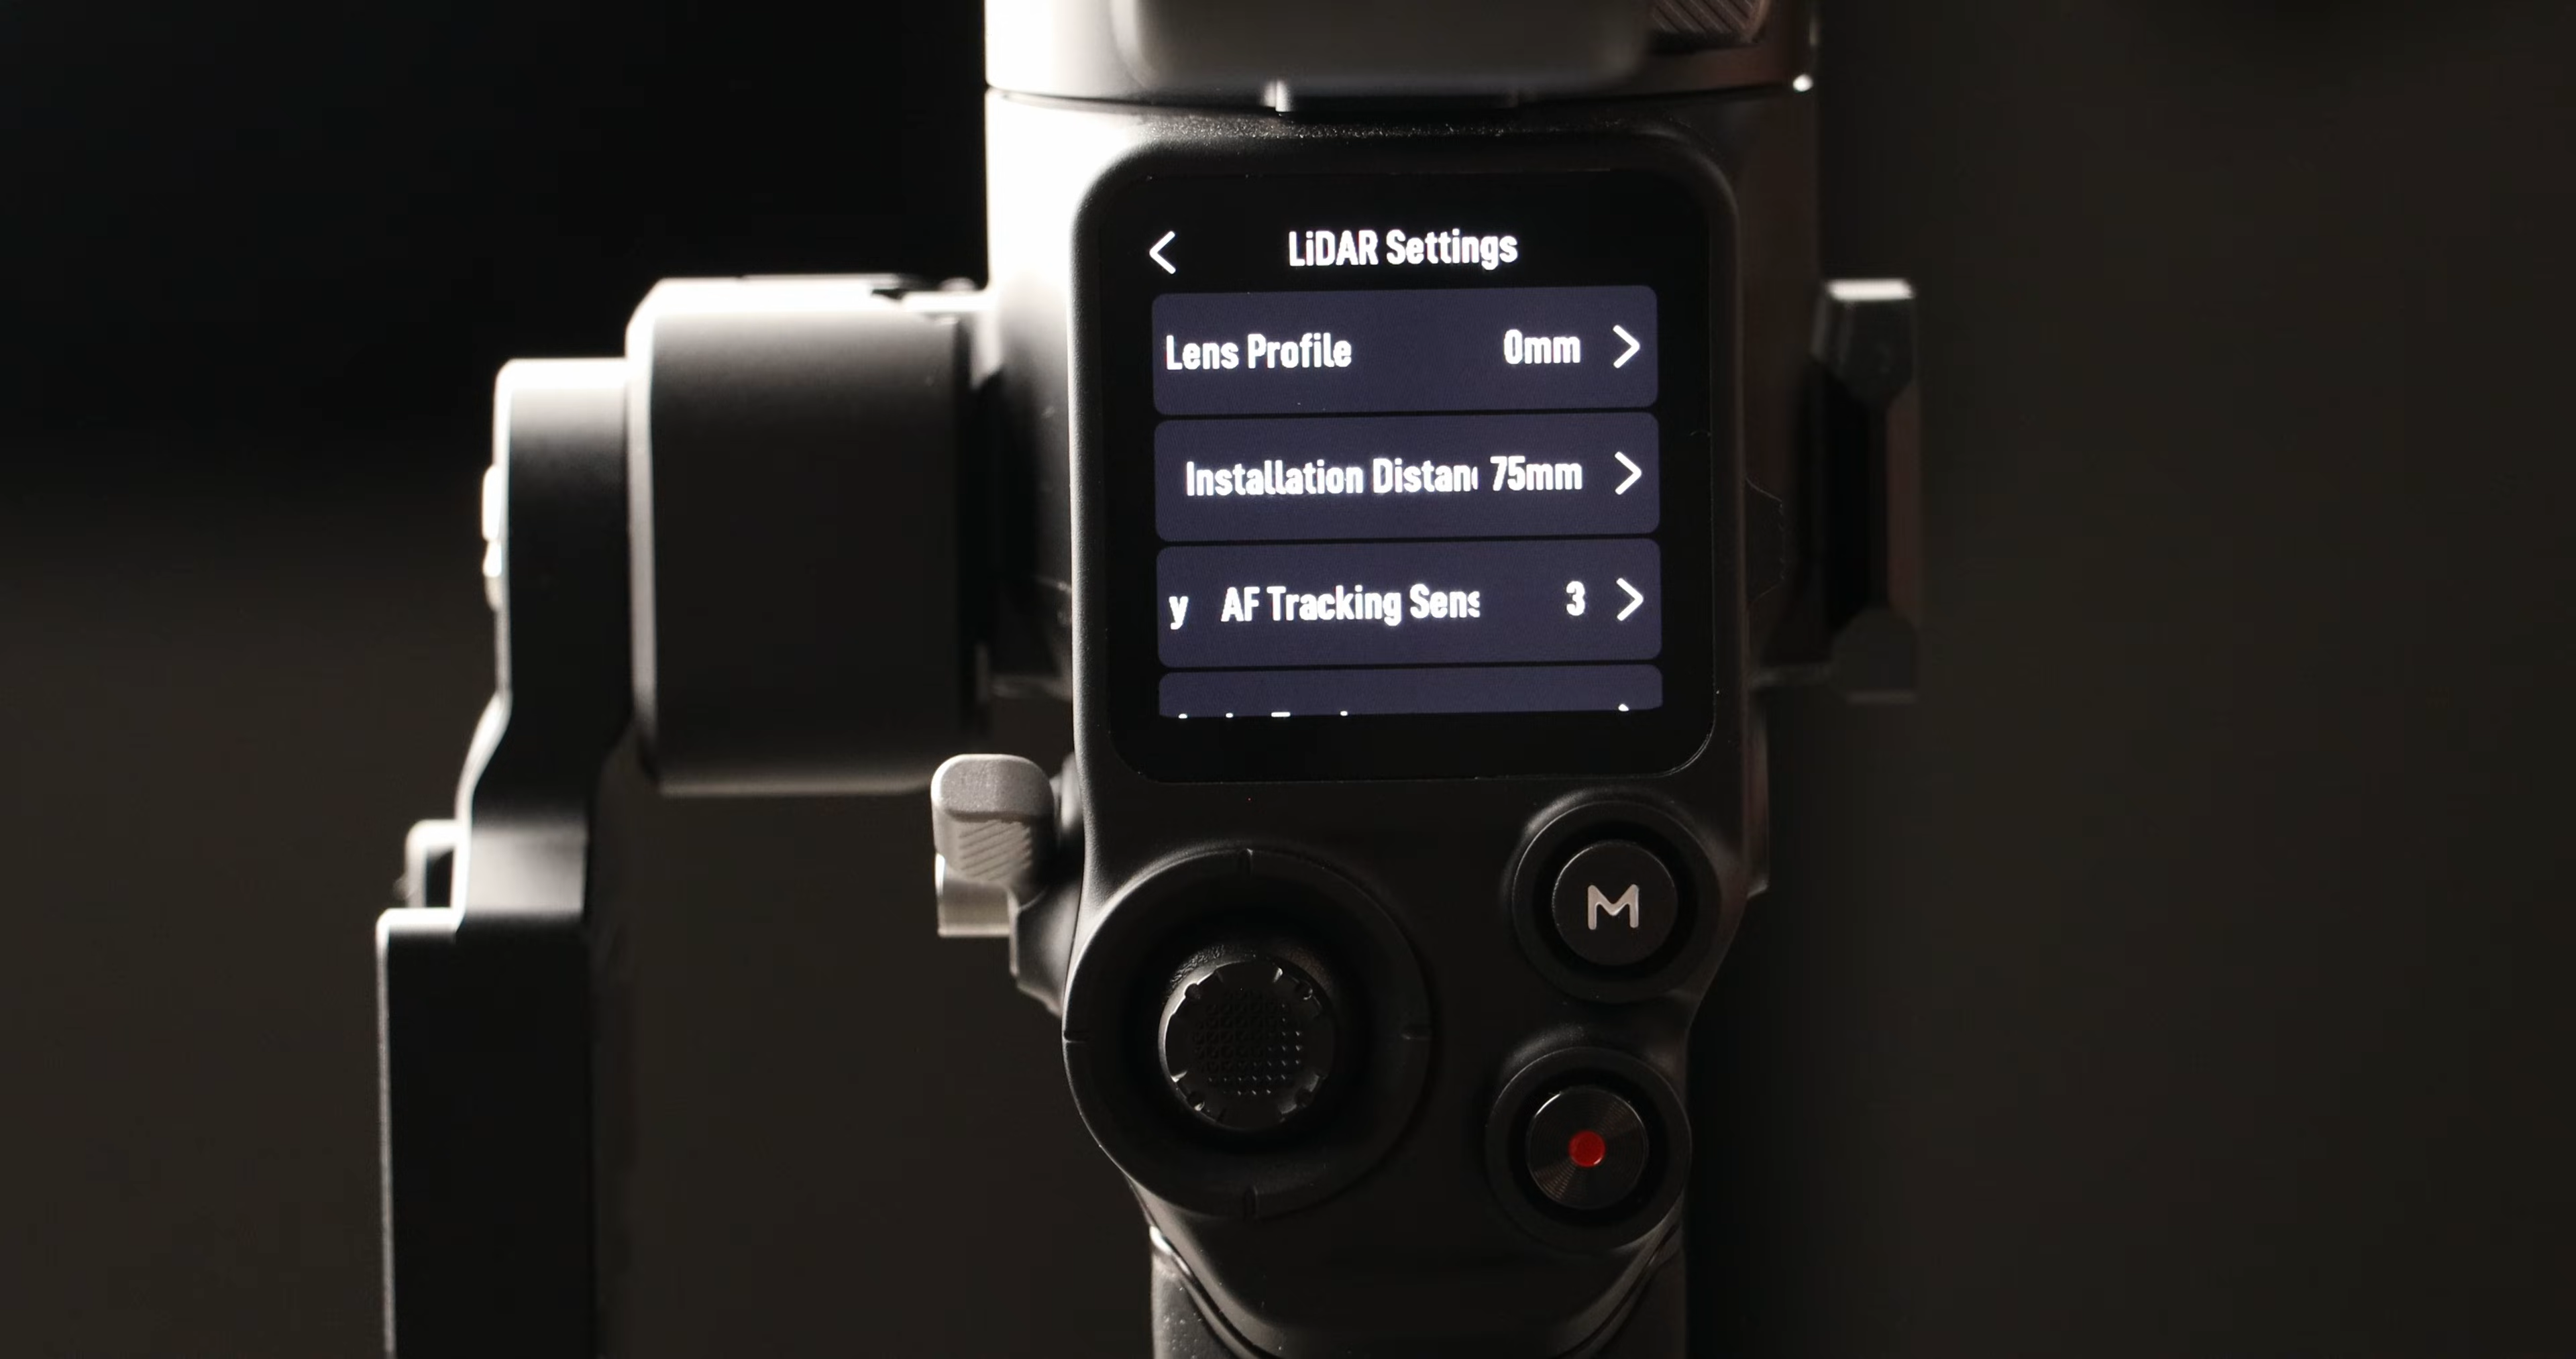 LiDAR Settings
Lens Profile 0mm
Installation Distan 75mm
y AF Tracking Sens 3
M